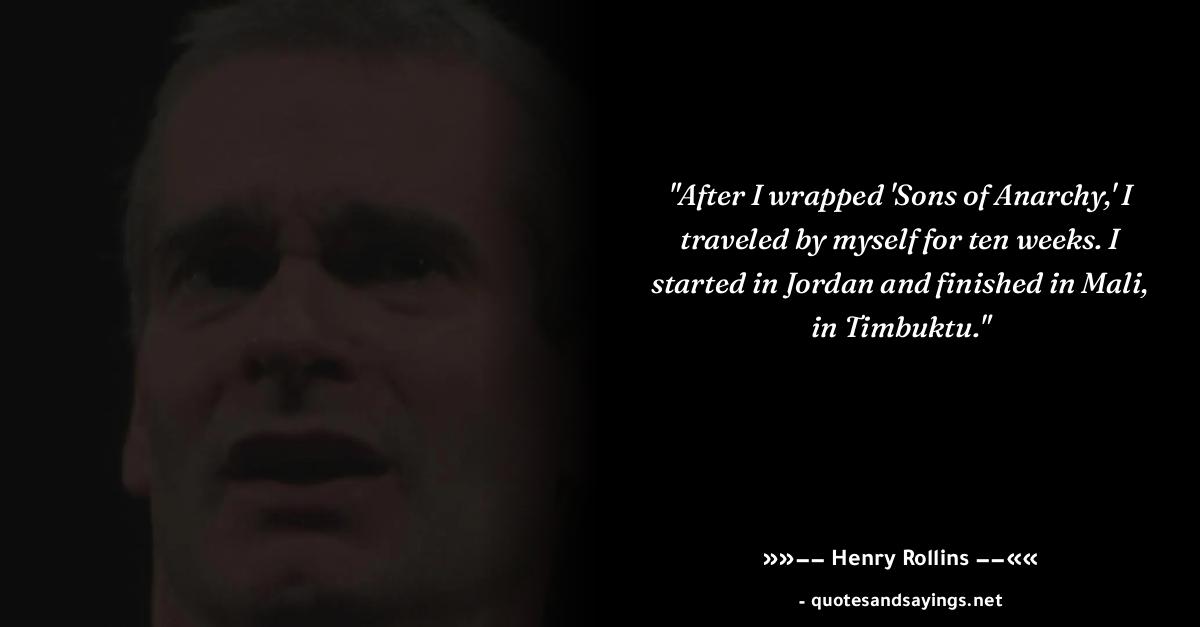 "After I wrapped 'Sons of Anarchy,' I
traveled by myself for ten weeks. I
started in Jordan and finished in Mali,
in Timbuktu."
»»−− Henry Rollins −−««
- quotesandsayings.net